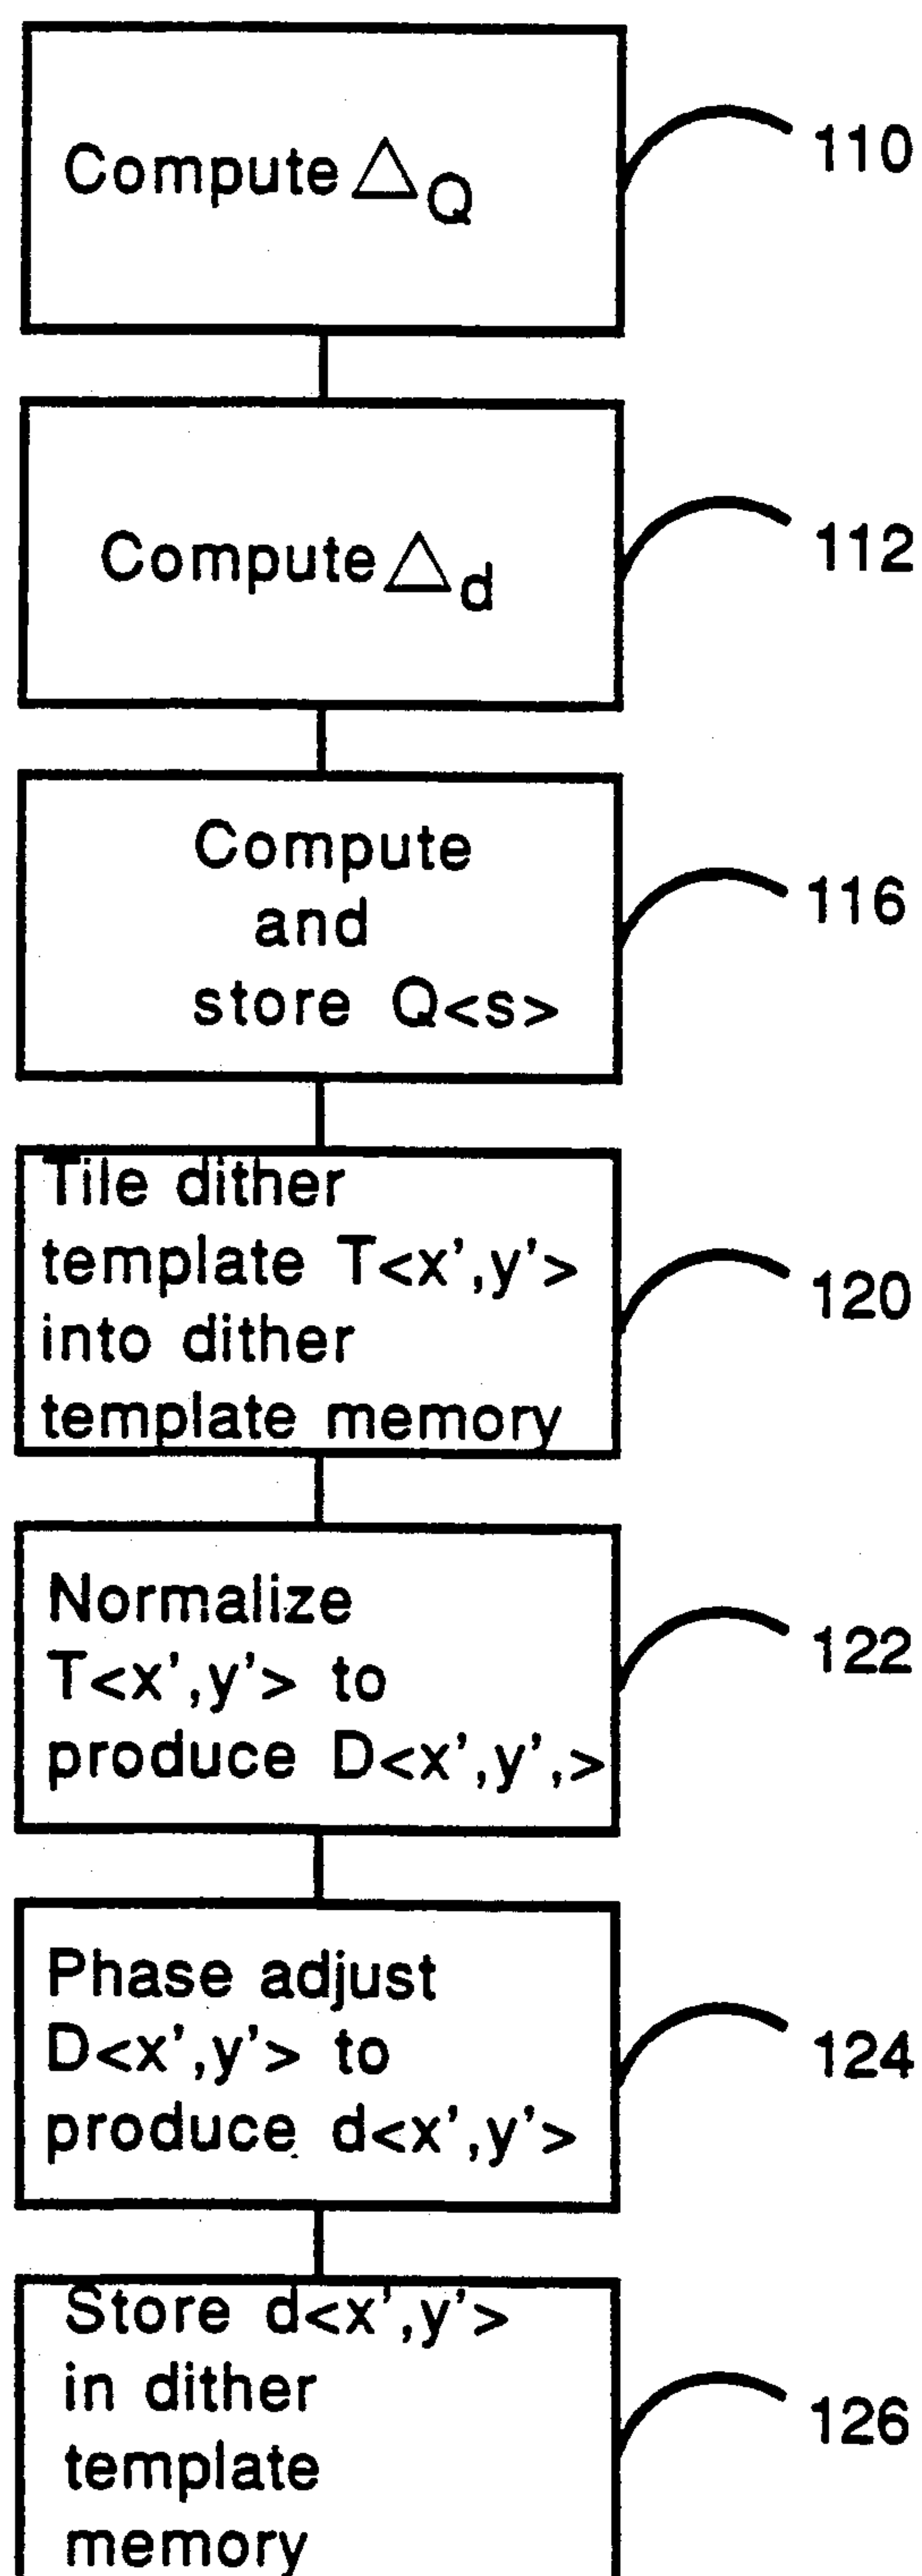 Compute △Q
110
Compute △d
112
Compute
and
store Q<s>
116
Tile dither
template T<x',y'>
into dither
template memory
120
Normalize
T<x',y'> to
produce D<x',y',>
122
Phase adjust
D<x',y'> to
produce d<x',y'>
124
Store d<x',y'>
in dither
template
memory
126